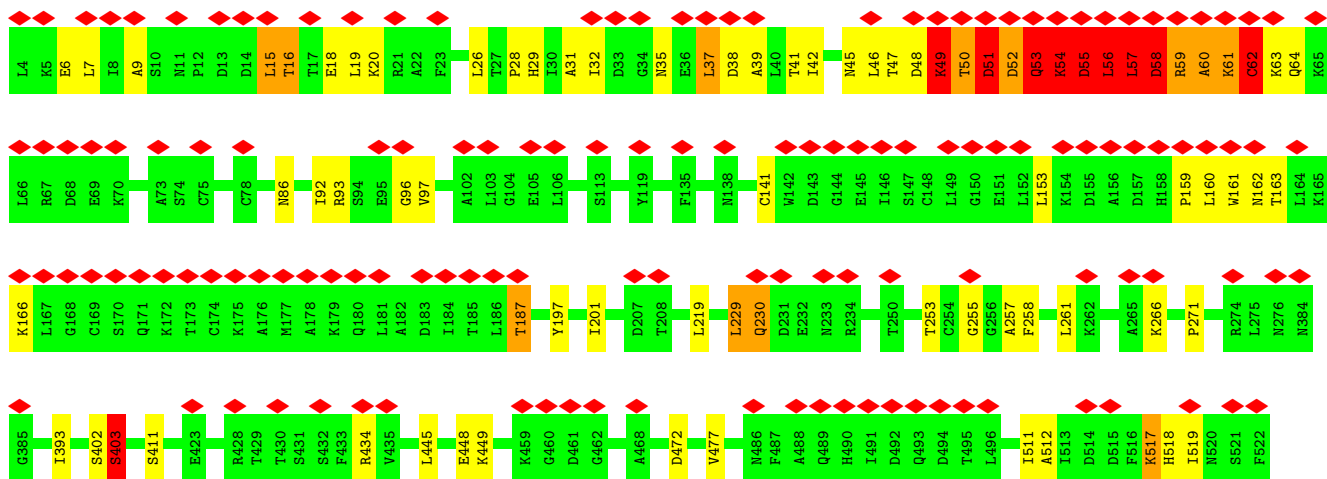 L4 K5 E6 L7 I8 A9 S10 N11 P12 D13 D14 L15 T16 T17 E18 L19 K20 R21 A22 F23 L26 T27 P28 H29 I30 A31 I32 D33 G34 N35 E36 L37 D38 A39 L40 T41 I42 N45 L46 T47 D48 K49 T50 D51 D52 Q53 K54 D55 L56 L57 D58 R59 A60 K61 C62 K63 Q64 K65
L66 R67 D68 E69 K70 A73 S74 C75 C78 N86 I92 R93 S94 E95 G96 V97 A102 L103 G104 E105 L106 S113 Y119 F135 N138 C141 W142 D143 G144 E145 I146 S147 C148 L149 G150 E151 L152 L153 K154 D155 A156 D157 H158 P159 L160 W161 N162 T163 L164 K165
K166 L167 G168 C169 S170 Q171 K172 T173 C174 K175 A176 M177 A178 K179 Q180 L181 A182 D183 I184 T185 L186 T187 Y197 I201 D207 T208 L219 L229 Q230 D231 E232 N233 R234 T250 T253 C254 G255 G256 A257 F258 L261 K262 A265 K266 P271 R274 L275 N276 N384
G385 I393 S402 S403 S411 E423 R428 T429 T430 S431 S432 F433 R434 V435 L445 E448 K449 K459 G460 D461 G462 A468 D472 V477 N486 F487 A488 Q489 H490 I491 D492 Q493 D494 T495 L496 I511 A512 I513 D514 D515 F516 K517 H518 I519 N520 S521 F522